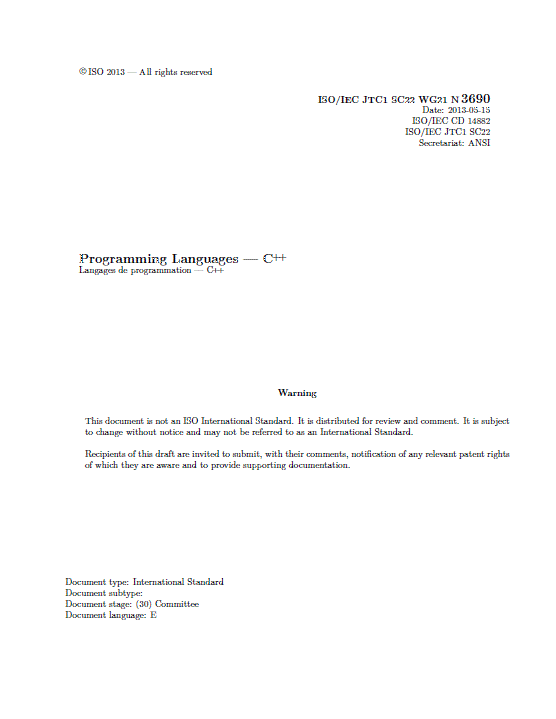 © ISO 2013 — All rights reserved
ISO/IEC JTC1 SC22 WG21 N 3690
Date: 2013-05-15
ISO/IEC CD 14882
ISO/IEC JTC1 SC22
Secretariat: ANSI
Programming Languages — C++
Langages de programmation — C++
Warning
This document is not an ISO International Standard. It is distributed for review and comment. It is subject
to change without notice and may not be referred to as an International Standard.
Recipients of this draft are invited to submit, with their comments, notification of any relevant patent rights
of which they are aware and to provide supporting documentation.
Document type: International Standard
Document subtype:
Document stage: (30) Committee
Document language: E